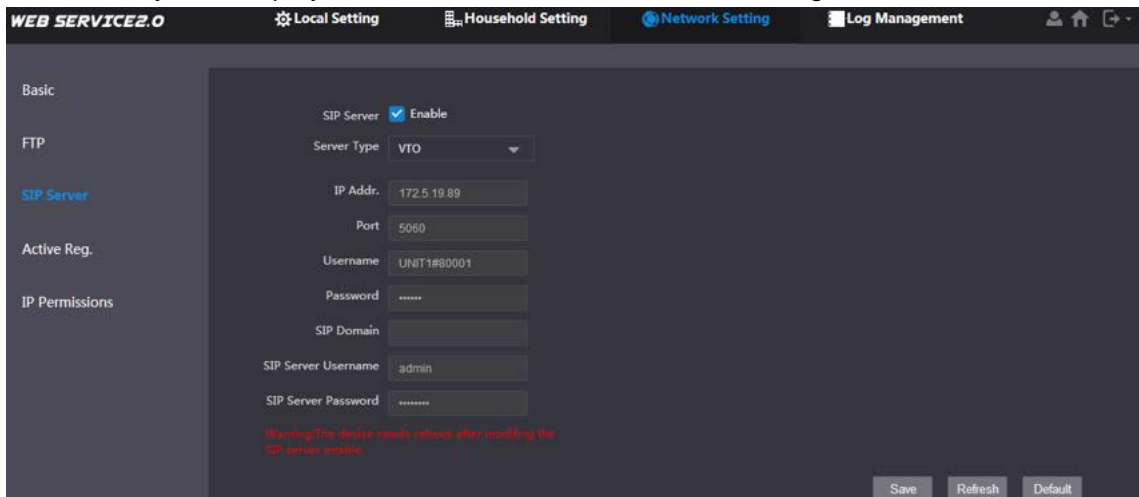 WEB SERVICE2.0
Local Setting
Household Setting
Network Setting
Log Management
Basic
FTP
SIP Server
Active Reg.
IP Permissions
SIP Server Enable
Server Type VTO
IP Addr. 172.5.19.89
Port 5060
Username UNIT1#80001
Password ••••••
SIP Domain
SIP Server Username admin
SIP Server Password ••••••••
Warning:The device needs reboot after modifing the
SIP server enable.
Save Refresh Default